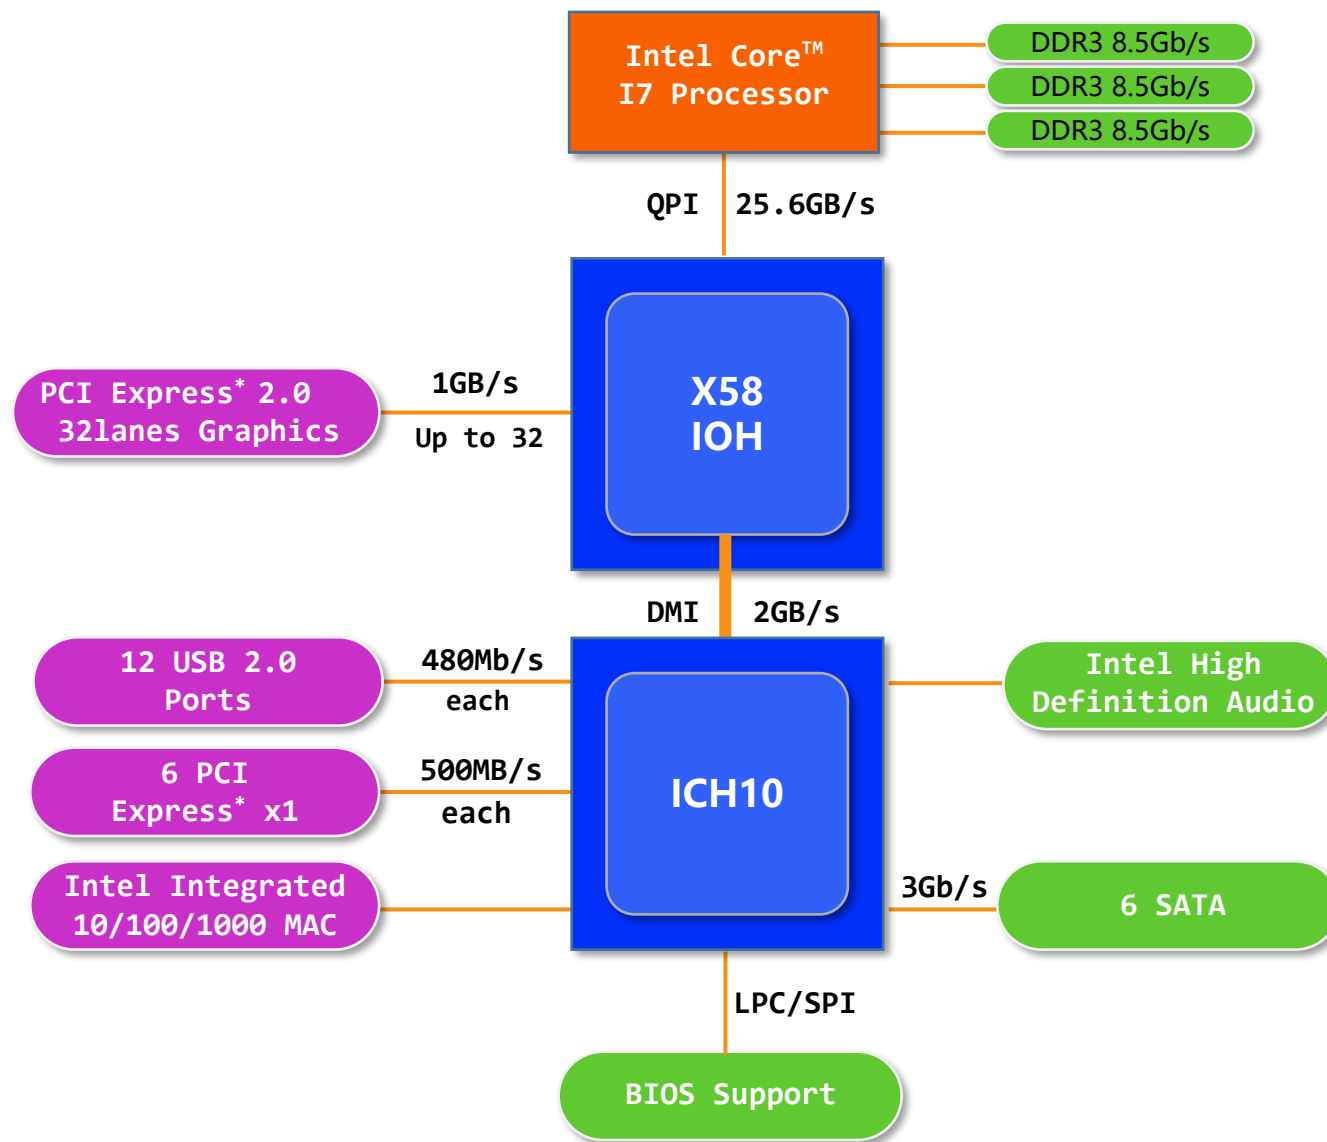 Intel Core™
I7 Processor
DDR3 8.5Gb/s
DDR3 8.5Gb/s
DDR3 8.5Gb/s
QPI 25.6GB/s
PCI Express* 2.0
32lanes Graphics
1GB/s
Up to 32
X58
IOH
DMI 2GB/s
12 USB 2.0
Ports
480Mb/s
each
Intel High
Definition Audio
6 PCI
Express* x1
500MB/s
each
ICH10
Intel Integrated
10/100/1000 MAC
3Gb/s
6 SATA
LPC/SPI
BIOS Support